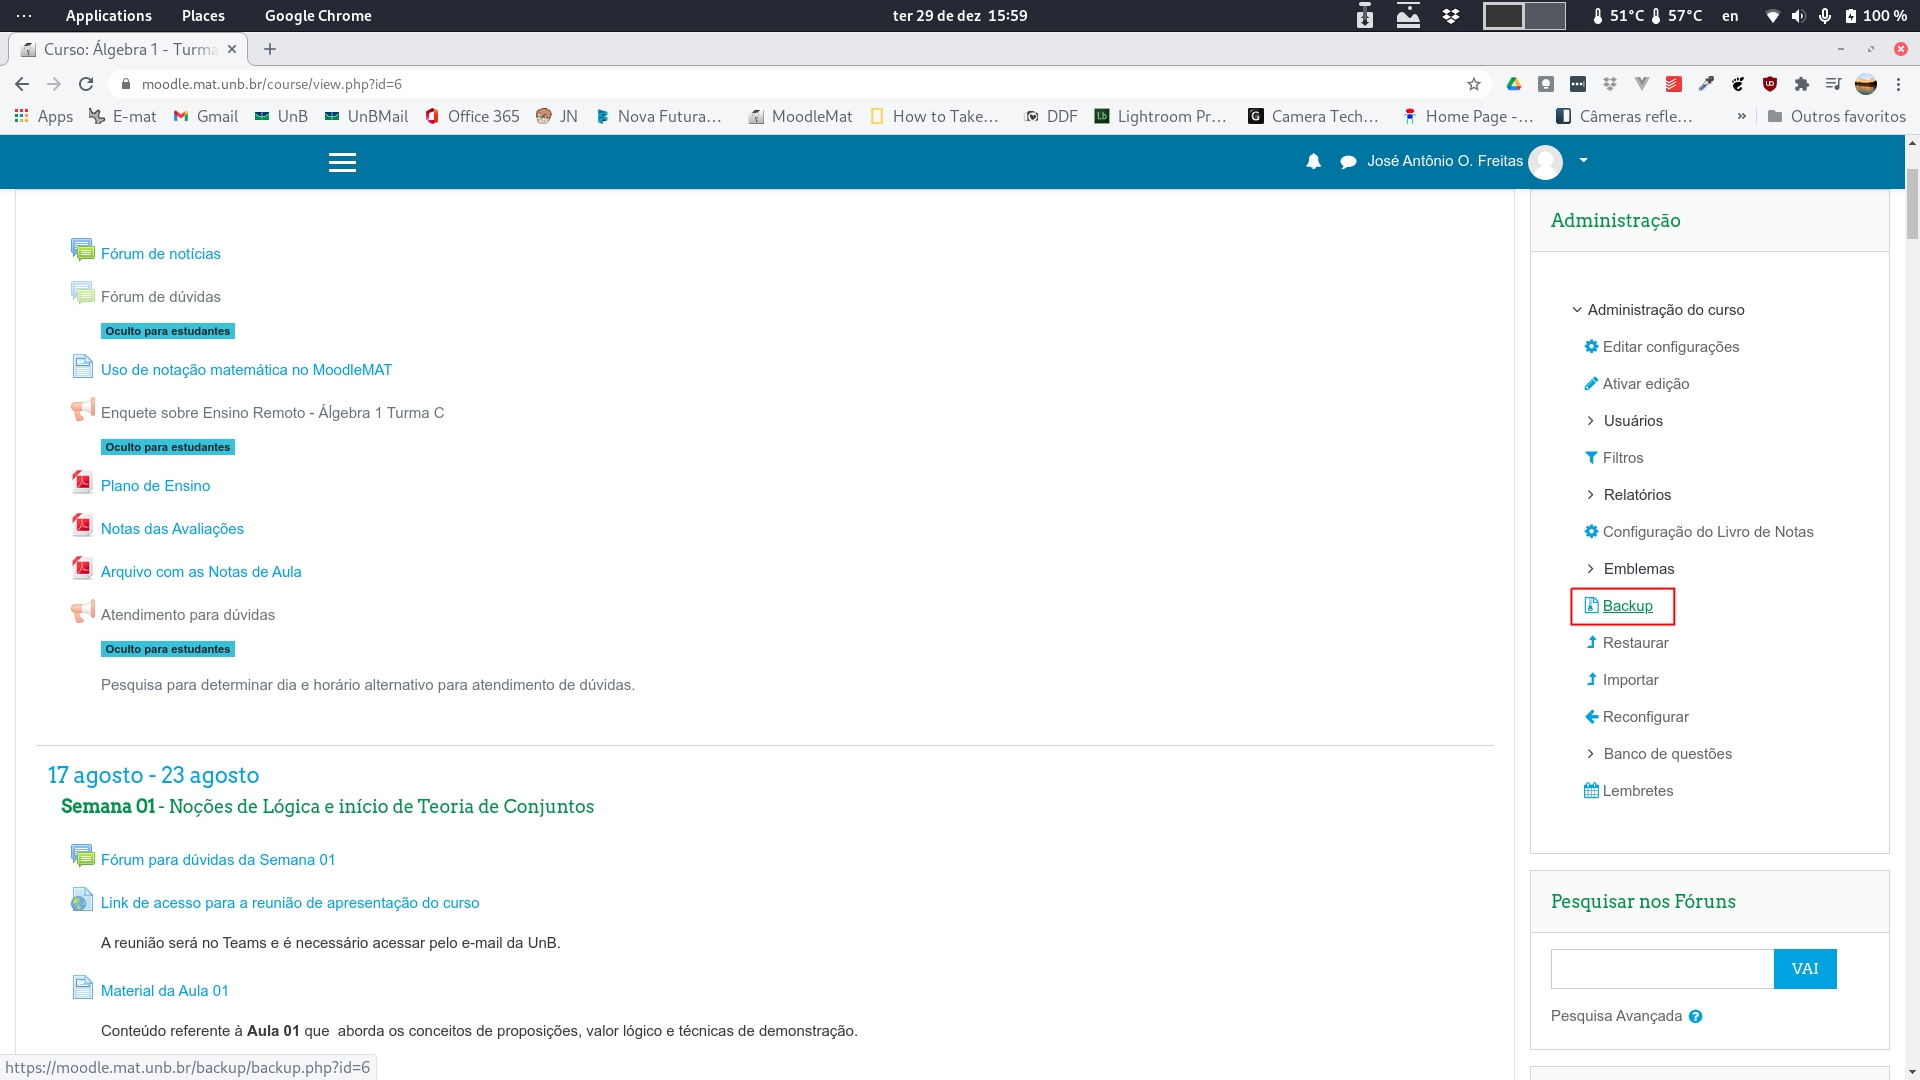 Applications Places Google Chrome ter 29 de dez 15:59 51°C 57°C en 100 %
Curso: Álgebra 1 - Turma
moodle.mat.unb.br/course/view.php?id=6
Apps E-mat Gmail UnB UnBMail Office 365 JN Nova Futura... MoodleMat How to Take... DDF Lightroom Pr... Camera Tech... Home Page -... Câmeras refle... » Outros favoritos
José Antônio O. Freitas
Fórum de notícias
Fórum de dúvidas
Oculto para estudantes
Uso de notação matemática no MoodleMAT
Enquete sobre Ensino Remoto - Álgebra 1 Turma C
Oculto para estudantes
Plano de Ensino
Notas das Avaliações
Arquivo com as Notas de Aula
Atendimento para dúvidas
Oculto para estudantes
Pesquisa para determinar dia e horário alternativo para atendimento de dúvidas.
17 agosto - 23 agosto
Semana 01 - Noções de Lógica e início de Teoria de Conjuntos
Fórum para dúvidas da Semana 01
Link de acesso para a reunião de apresentação do curso
A reunião será no Teams e é necessário acessar pelo e-mail da UnB.
Material da Aula 01
Conteúdo referente à Aula 01 que aborda os conceitos de proposições, valor lógico e técnicas de demonstração.
https://moodle.mat.unb.br/backup/backup.php?id=6
Administração
Administração do curso
Editar configurações
Ativar edição
Usuários
Filtros
Relatórios
Configuração do Livro de Notas
Emblemas
Backup
Restaurar
Importar
Reconfigurar
Banco de questões
Lembretes
Pesquisar nos Fóruns
VAI
Pesquisa Avançada